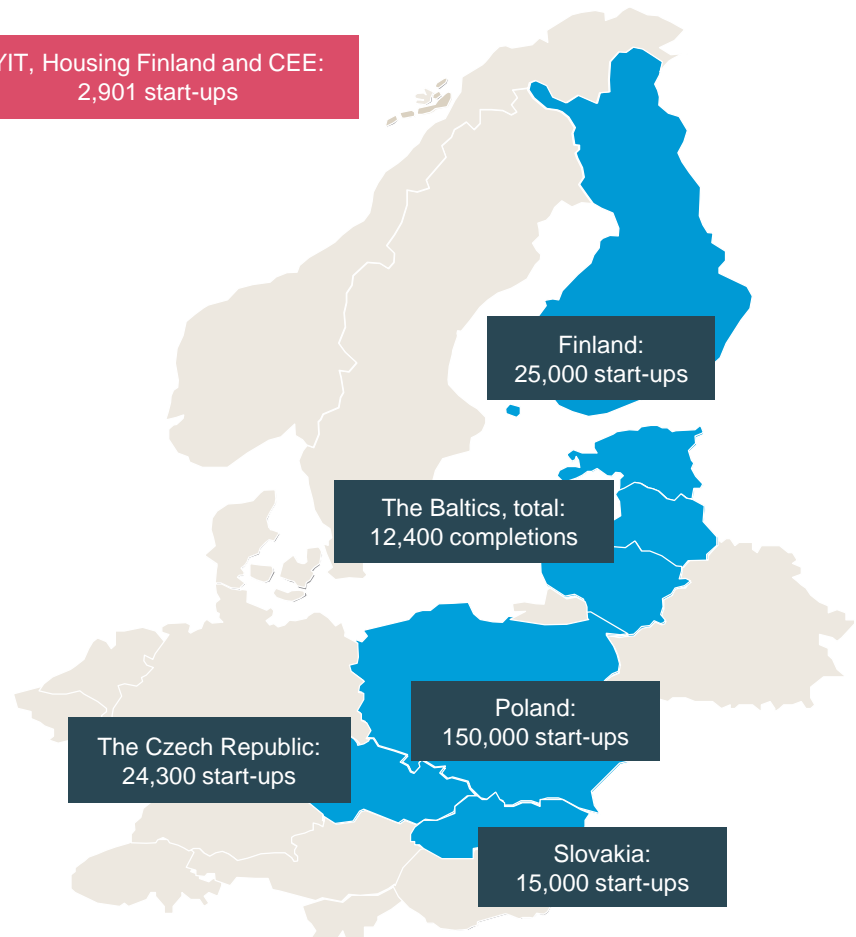 YIT, Housing Finland and CEE:
2,901 start-ups
Finland:
25,000 start-ups
The Baltics, total:
12,400 completions
Poland:
150,000 start-ups
The Czech Republic:
24,300 start-ups
Slovakia:
15,000 start-ups